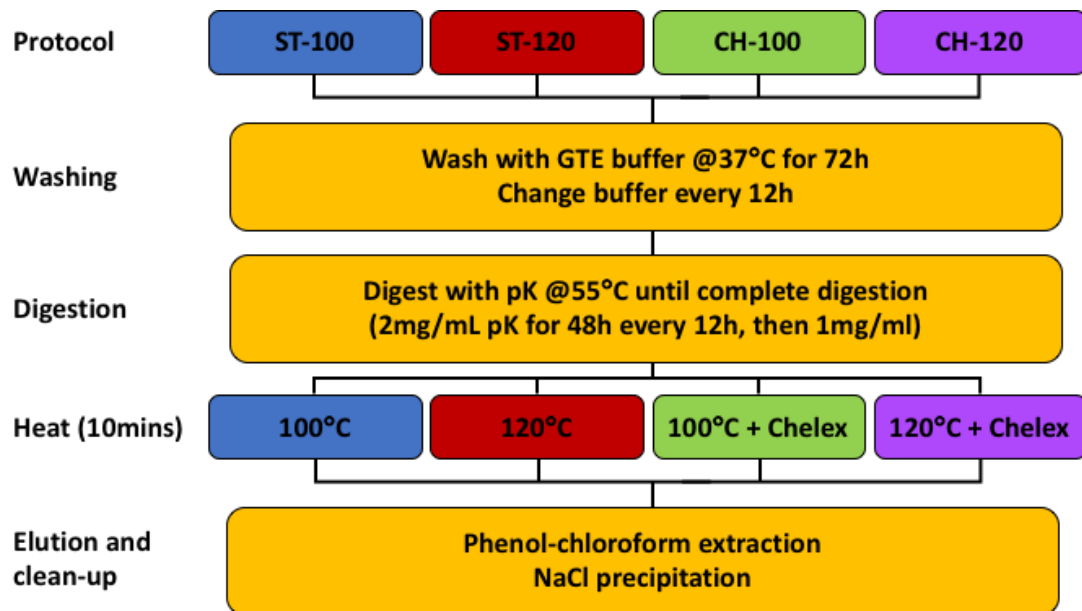 Protocol
ST-100
ST-120
CH-100
CH-120
Washing
Wash with GTE buffer @37°C for 72h
Change buffer every 12h
Digestion
Digest with pK @55°C until complete digestion
(2mg/mL pK for 48h every 12h, then 1mg/ml)
Heat (10mins)
100°C
120°C
100°C + Chelex
120°C + Chelex
Elution and
clean-up
Phenol-chloroform extraction
NaCl precipitation